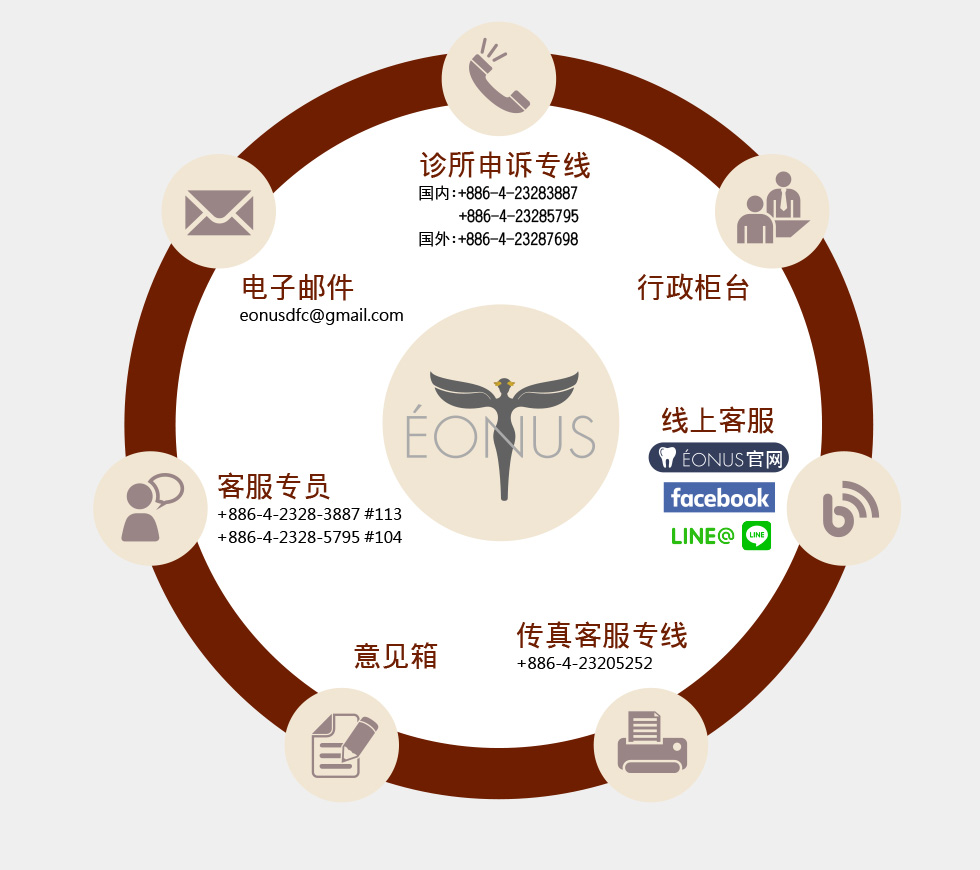 诊所申诉专线
国内:+886-4-23283887
+886-4-23285795
国外:+886-4-23287698
电子邮件
eonusdfc@gmail.com
行政柜台
ÉONUS
线上客服
ÉONUS官网
facebook
LINE@ LINE
客服专员
+886-4-2328-3887 #113
+886-4-2328-5795 #104
意见箱
传真客服专线
+886-4-23205252